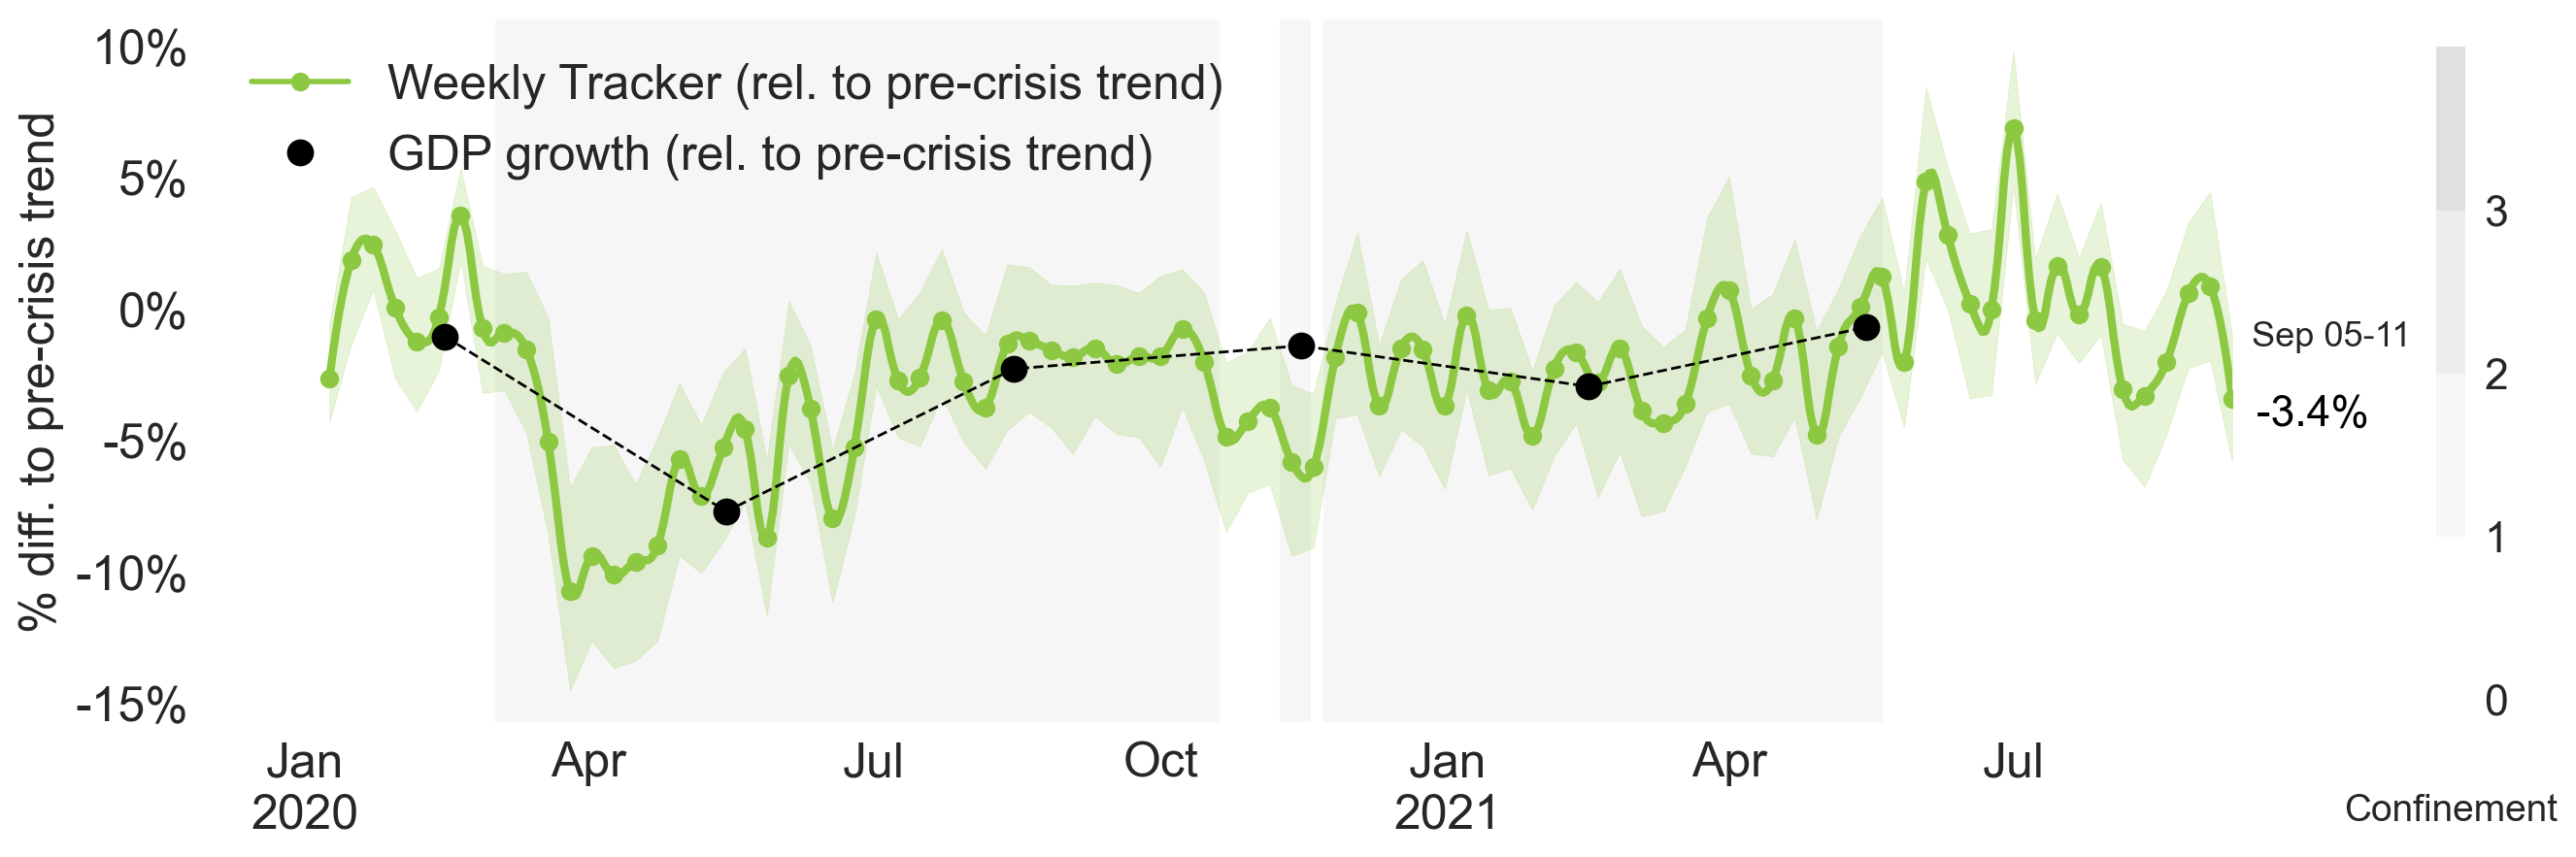 % diff. to pre-crisis trend
10%
5%
0%
-5%
-10%
-15%
Weekly Tracker (rel. to pre-crisis trend)
GDP growth (rel. to pre-crisis trend)
Sep 05-11
-3.4%
3
2
1
0
Jan
2020
Apr
Jul
Oct
Jan
2021
Apr
Jul
Confinement